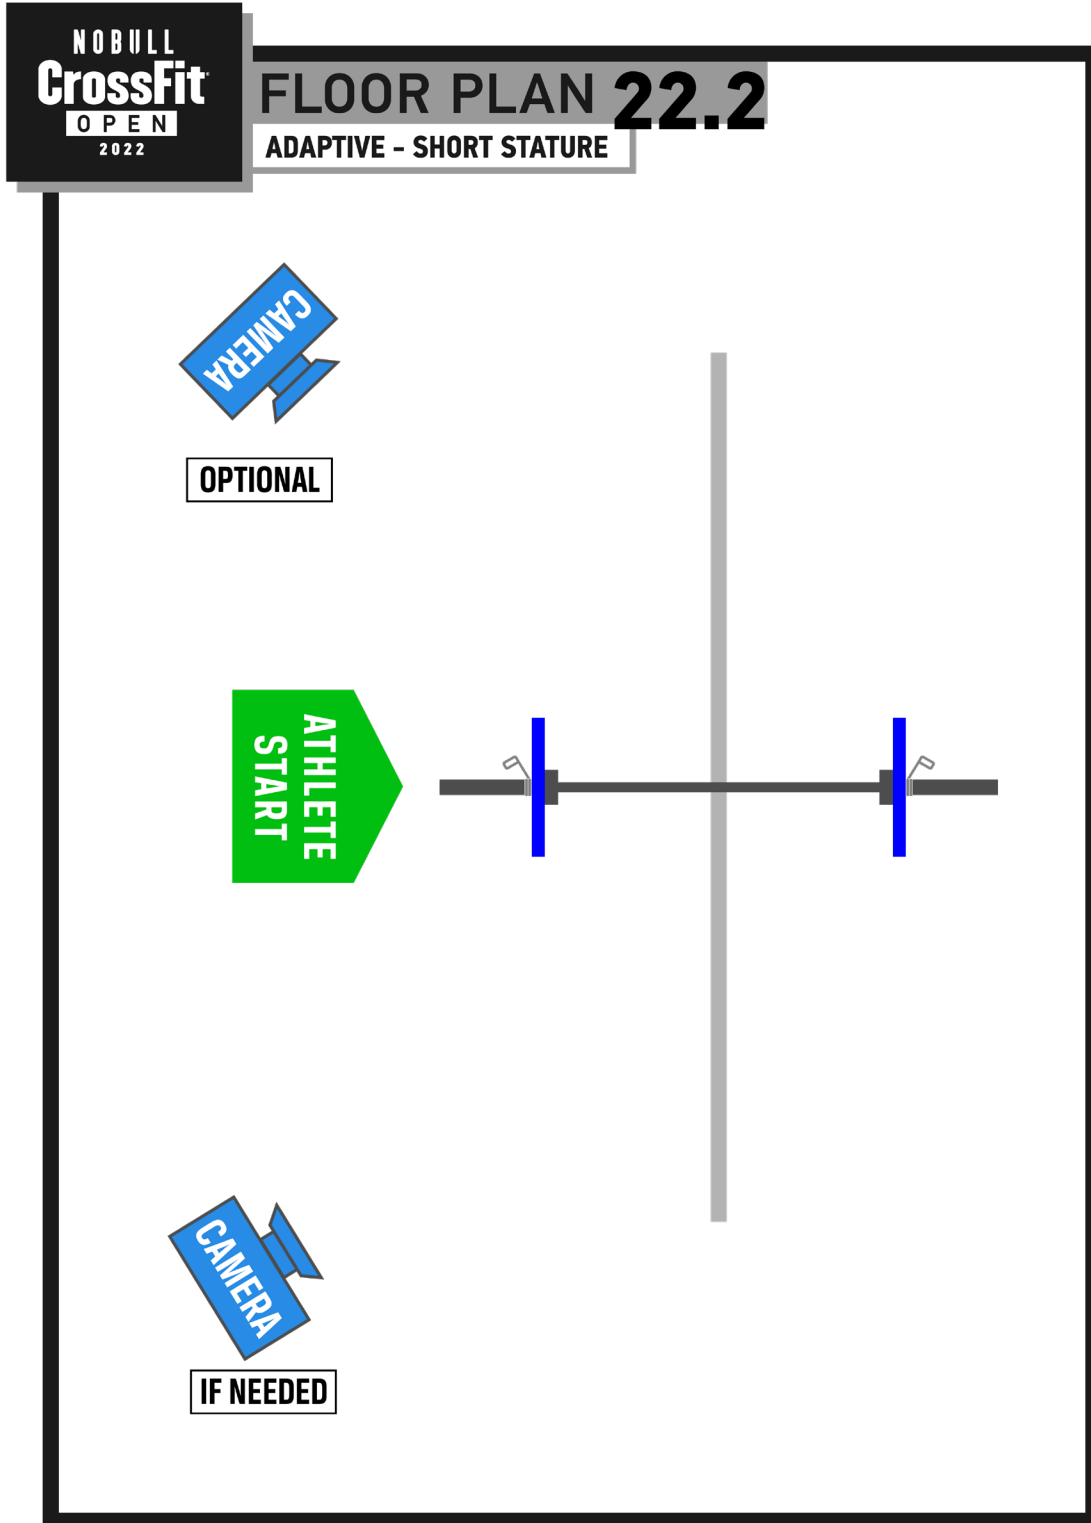 NOBULL
CrossFit
OPEN
2022
FLOOR PLAN 22.2
ADAPTIVE – SHORT STATURE
CAMERA
OPTIONAL
ATHLETE
START
CAMERA
IF NEEDED